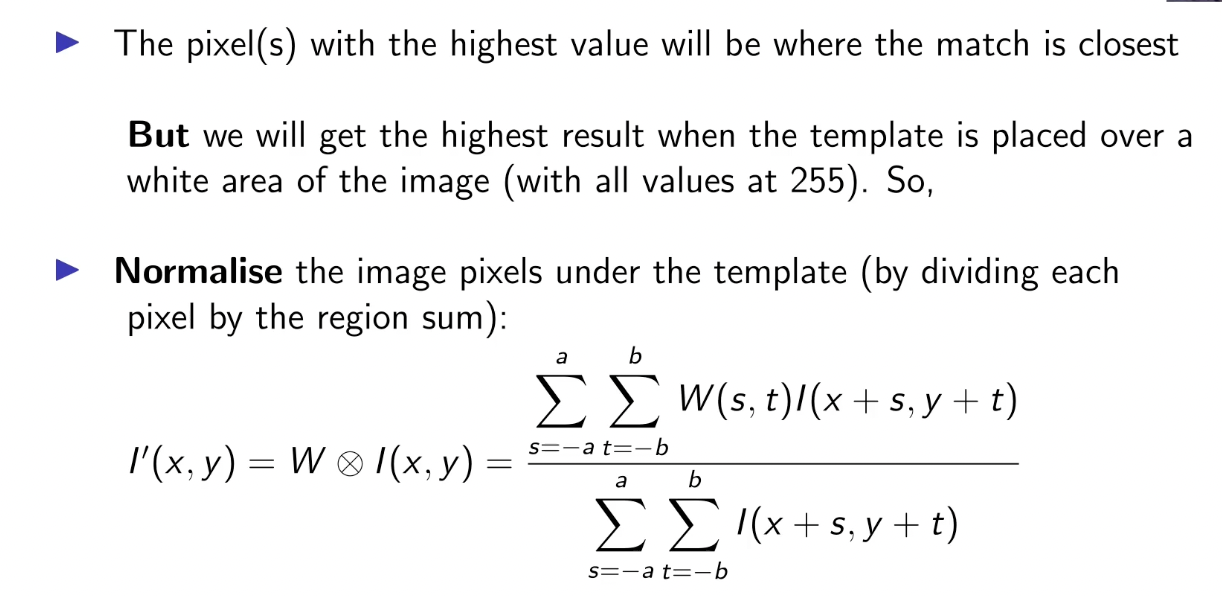 ▶ The pixel(s) with the highest value will be where the match is closest
But we will get the highest result when the template is placed over a
white area of the image (with all values at 255). So,
▶ Normalise the image pixels under the template (by dividing each
pixel by the region sum):
I′(x, y) = W ⊗ I(x, y) = \frac{\sum_{s=-a}^{a} \sum_{t=-b}^{b} W(s, t)I(x + s, y + t)}{\sum_{s=-a}^{a} \sum_{t=-b}^{b} I(x + s, y + t)}